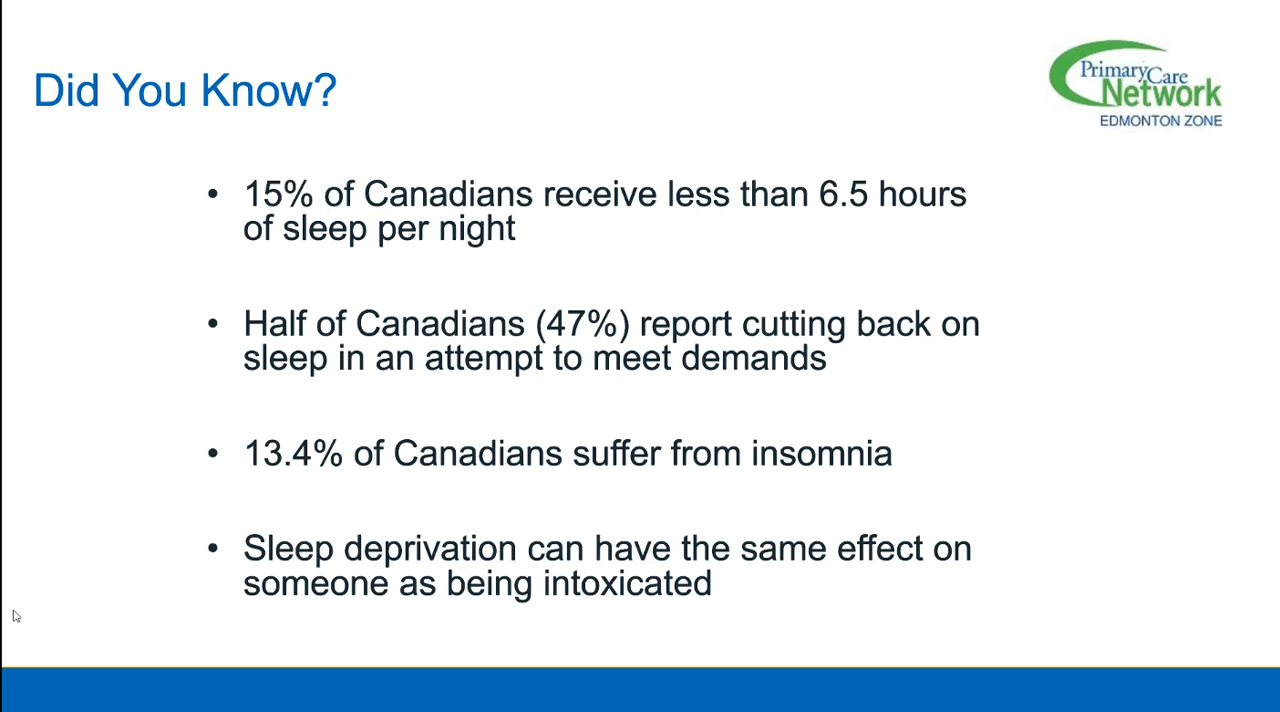 Did You Know?
PrimaryCare
Network
EDMONTON ZONE
• 15% of Canadians receive less than 6.5 hours
of sleep per night
• Half of Canadians (47%) report cutting back on
sleep in an attempt to meet demands
• 13.4% of Canadians suffer from insomnia
• Sleep deprivation can have the same effect on
someone as being intoxicated